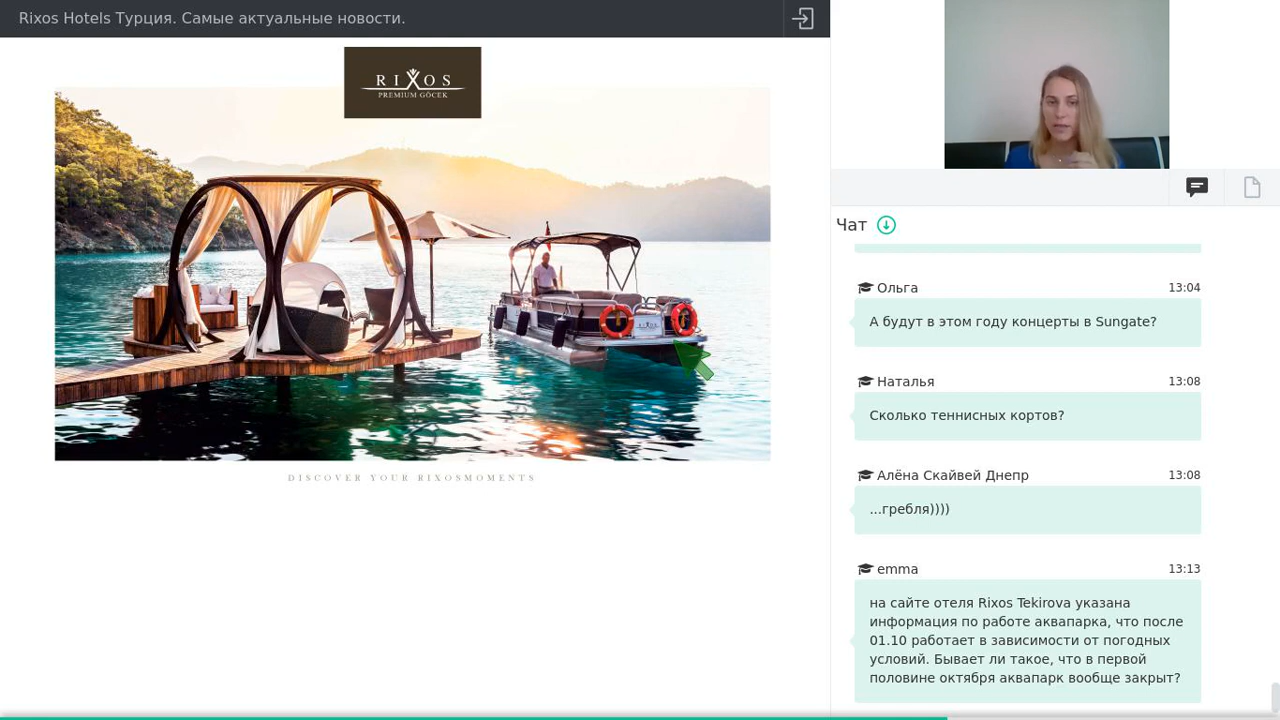 Rixos Hotels Турция. Самые актуальные новости.
RIXOS
PREMIUM GÖCEK
RIXOS
DISCOVER YOUR RIXOSMOMENTS
Чат
Ольга 13:04
А будут в этом году концерты в Sungate?
Наталья 13:08
Сколько теннисных кортов?
Алёна Скайвей Днепр 13:08
...гребля))))
emma 13:13
на сайте отеля Rixos Tekirova указана
информация по работе аквапарка, что после
01.10 работает в зависимости от погодных
условий. Бывает ли такое, что в первой
половине октября аквапарк вообще закрыт?